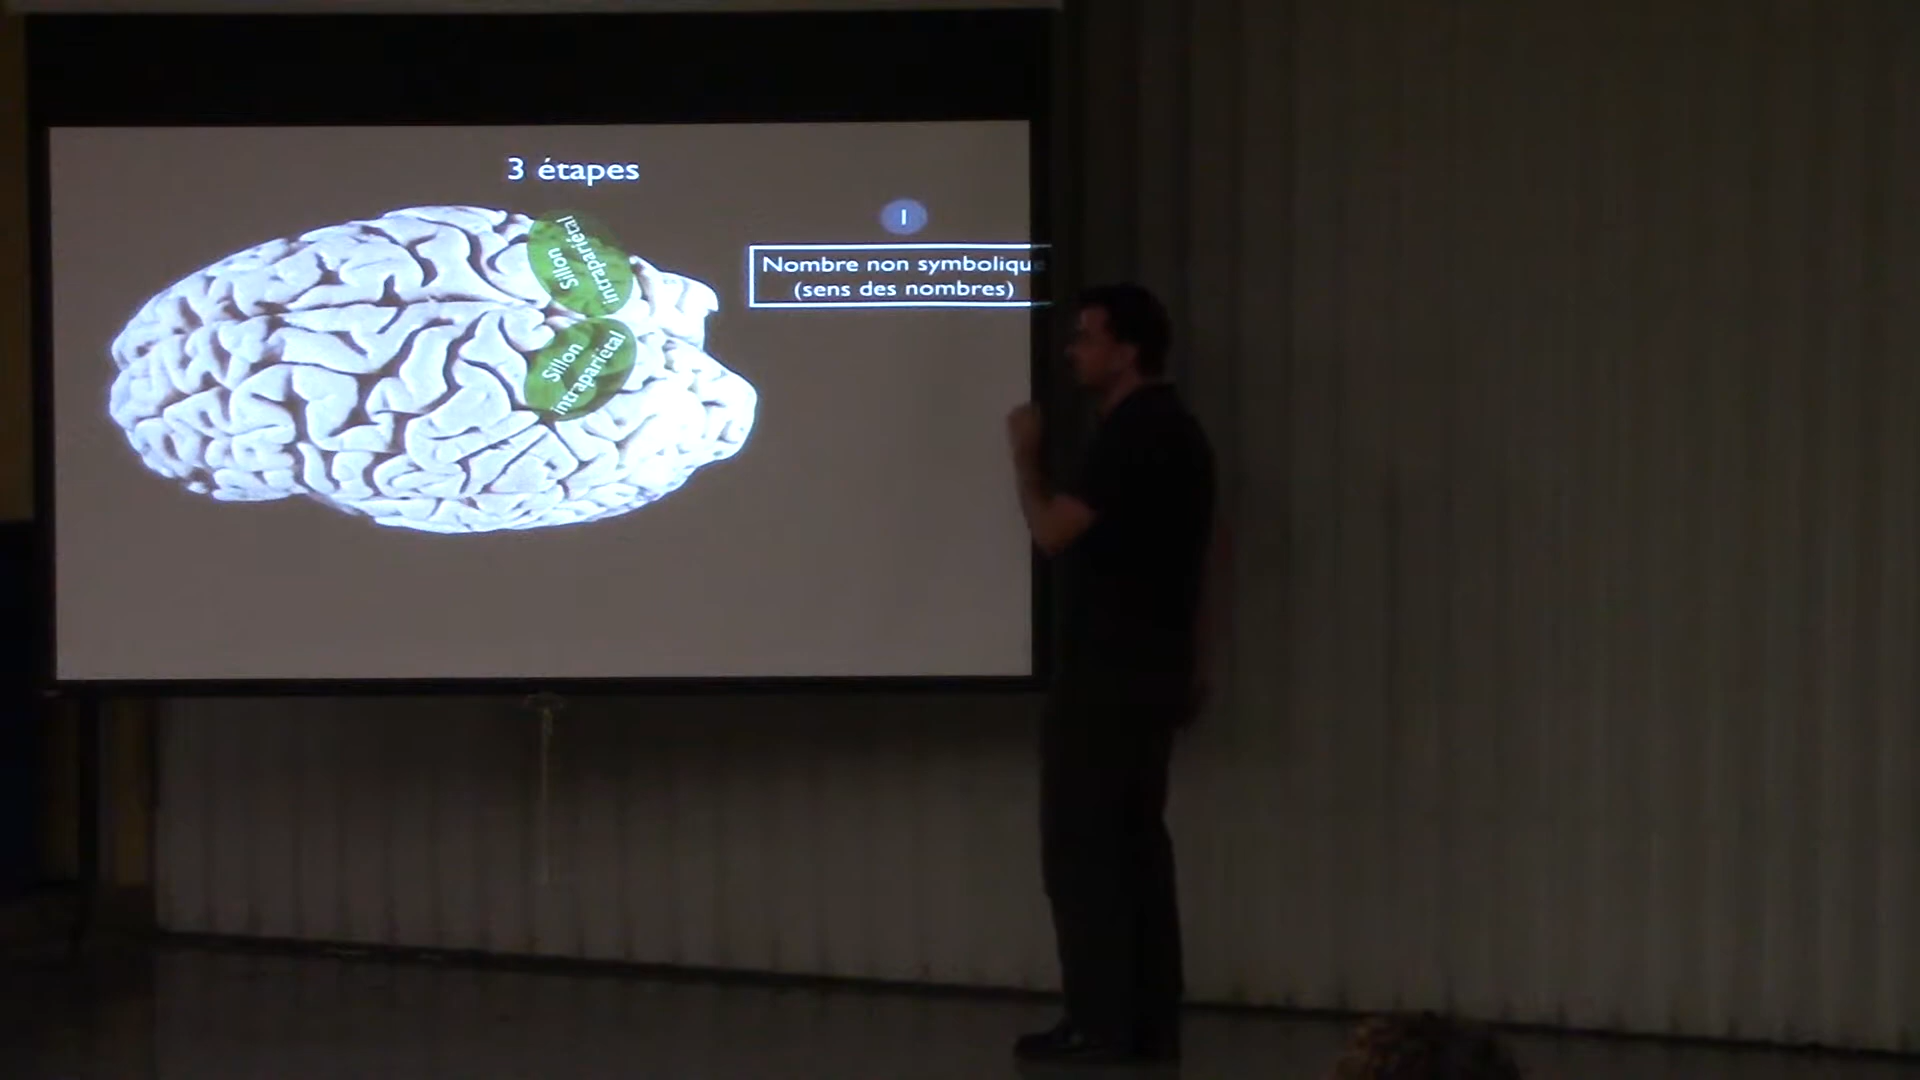 3 étapes
1
Nombre non symbolique
(sens des nombres)
Sillon
intrapariétal
Sillon
intrapariétal